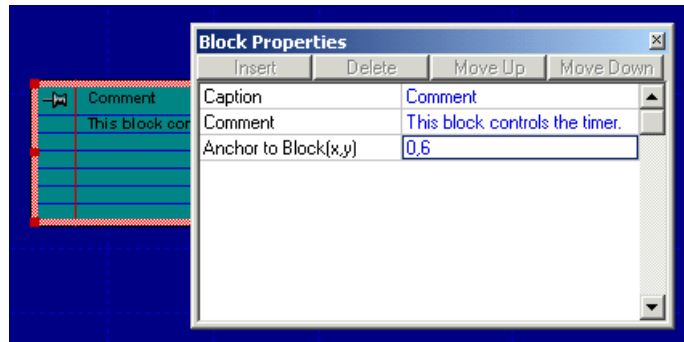 Block Properties
Insert Delete Move Up Move Down
Comment
This block cor
Caption Comment
Comment This block controls the timer.
Anchor to Block(x,y) 0,6